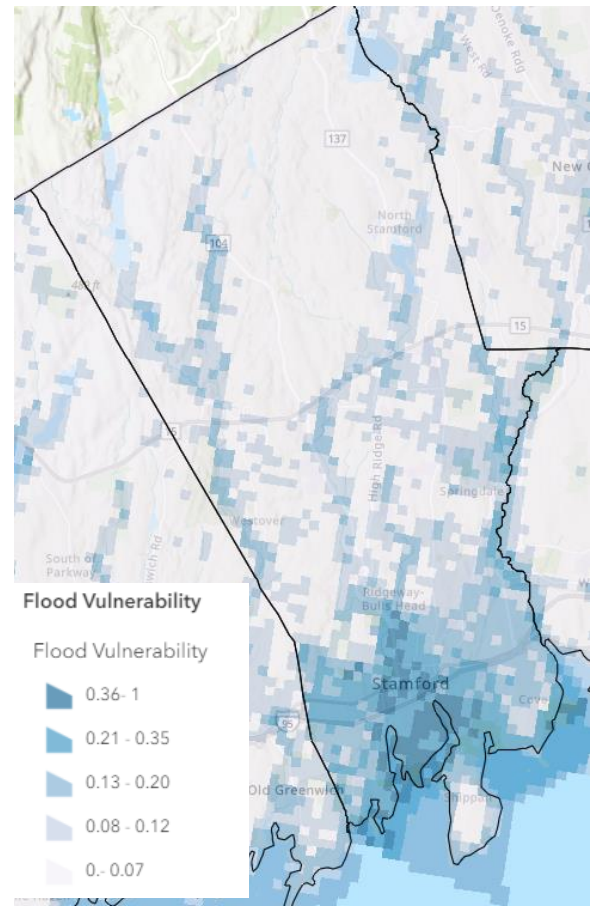 Denoke Rdg
West Rd
137
New C
North
Stamford
104
489 ft
15
15
High Ridge Rd
Springdale
Westover
South of
Parkway
wich Rd
Ridgeway-
Bulls Head
Stamford
Cove
95
Old Greenwich
Shippan
Flood Vulnerability
Flood Vulnerability
0.36- 1
0.21 - 0.35
0.13 - 0.20
0.08 - 0.12
0.- 0.07